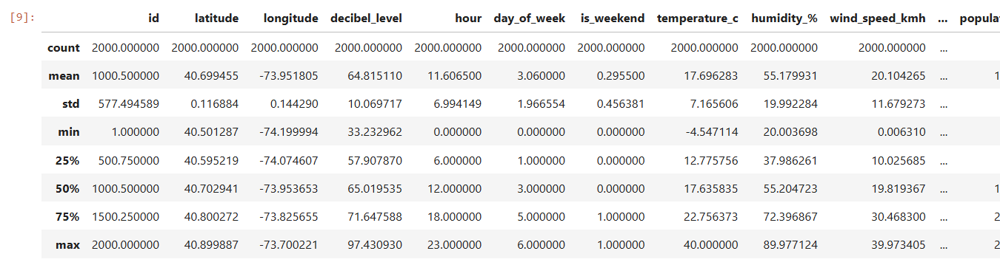 [9]: id latitude longitude decibel_level hour day_of_week is_weekend temperature_c humidity_% wind_speed_kmh ...
count 2000.000000 2000.000000 2000.000000 2000.000000 2000.000000 2000.000000 2000.000000 2000.000000 2000.000000 2000.000000 ...
mean 1000.500000 40.699455 -73.951805 64.815110 11.606500 3.060000 0.295500 17.696283 55.179931 20.104265 ... 1
std 577.494589 0.116884 0.144290 10.069717 6.994149 1.966554 0.456381 7.165606 19.992284 11.679273 ...
min 1.000000 40.501287 -74.199994 33.232962 0.000000 0.000000 0.000000 -4.547114 20.003698 0.006310 ...
25% 500.750000 40.595219 -74.074607 57.907870 6.000000 1.000000 0.000000 12.775756 37.986261 10.025685 ...
50% 1000.500000 40.702941 -73.953653 65.019535 12.000000 3.000000 0.000000 17.635835 55.204723 19.819367 ... 1
75% 1500.250000 40.800272 -73.825655 71.647588 18.000000 5.000000 1.000000 22.756373 72.396867 30.468300 ... 2
max 2000.000000 40.899887 -73.700221 97.430930 23.000000 6.000000 1.000000 40.000000 89.977124 39.973405 ... 2